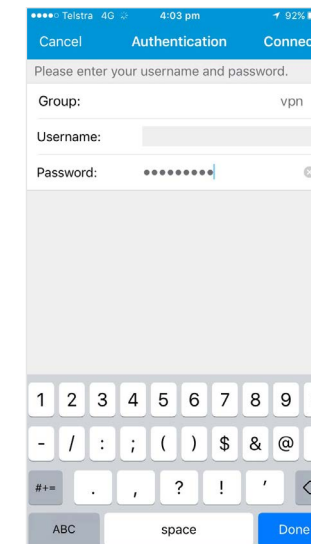 Telstra 4G 4:03 pm 92%
Cancel Authentication Connec
Please enter your username and password.
Group: vpn
Username:
Password: •••••••••
1 2 3 4 5 6 7 8 9
- / : ; ( ) $ & @
#+= . , ? ! '
ABC space Done